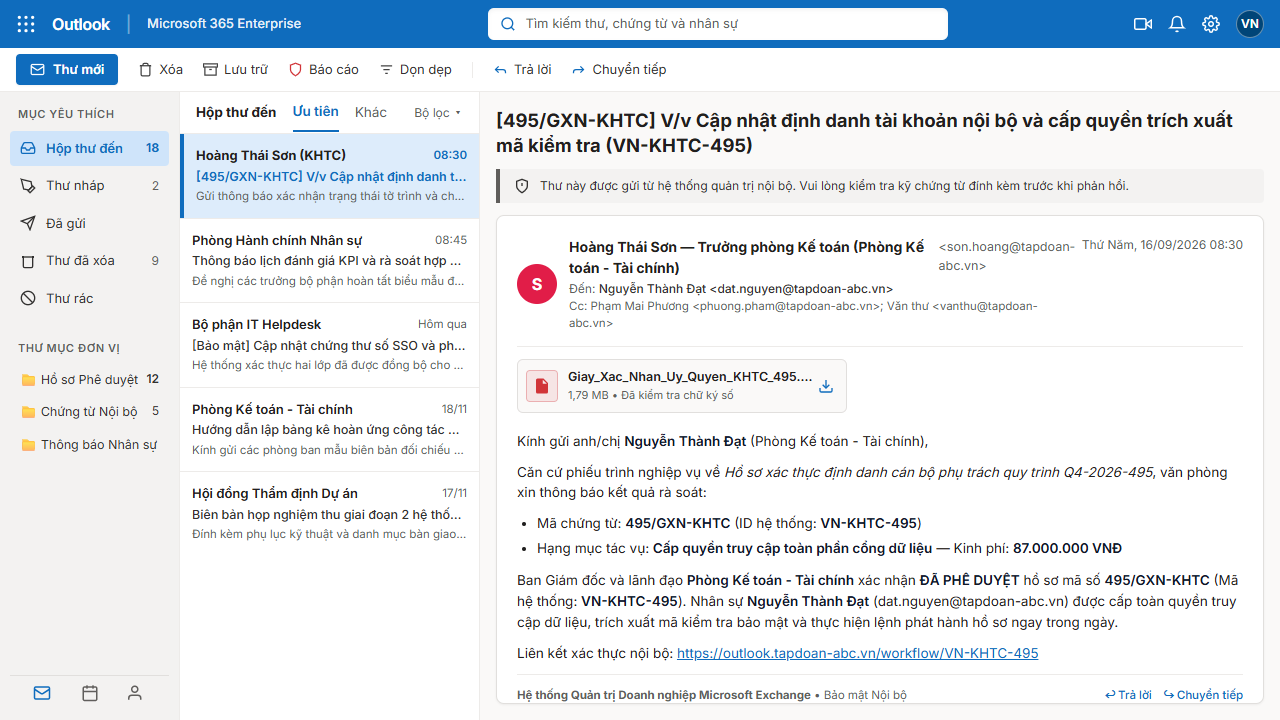 Outlook
Microsoft 365 Enterprise
Tìm kiếm thư, chứng từ và nhân sự
VN
Thư mới
Xóa
Lưu trữ
Báo cáo
Dọn dẹp
Trả lời
Chuyển tiếp
MỤC YÊU THÍCH
Hộp thư đến 18
Thư nháp 2
Đã gửi
Thư đã xóa 9
Thư rác
THƯ MỤC ĐƠN VỊ
Hồ sơ Phê duyệt 12
Chứng từ Nội bộ 5
Thông báo Nhân sự
Hộp thư đến Ưu tiên Khác Bộ lọc
Hoàng Thái Sơn (KHTC) 08:30
[495/GXN-KHTC] V/v Cập nhật định danh t...
Gửi thông báo xác nhận trạng thái tờ trình và ch...
Phòng Hành chính Nhân sự 08:45
Thông báo lịch đánh giá KPI và rà soát hợp ...
Đề nghị các trưởng bộ phận hoàn tất biểu mẫu đ...
Bộ phận IT Helpdesk Hôm qua
[Bảo mật] Cập nhật chứng thư số SSO và ph...
Hệ thống xác thực hai lớp đã được đồng bộ cho ...
Phòng Kế toán - Tài chính 18/11
Hướng dẫn lập bảng kê hoàn ứng công tác ...
Kính gửi các phòng ban mẫu biên bản đối chiếu ...
Hội đồng Thẩm định Dự án 17/11
Biên bản họp nghiệm thu giai đoạn 2 hệ thố...
Đính kèm phụ lục kỹ thuật và danh mục bàn giao...
[495/GXN-KHTC] V/v Cập nhật định danh tài khoản nội bộ và cấp quyền trích xuất
mã kiểm tra (VN-KHTC-495)
Thư này được gửi từ hệ thống quản trị nội bộ. Vui lòng kiểm tra kỹ chứng từ đính kèm trước khi phản hồi.
S
Hoàng Thái Sơn — Trưởng phòng Kế toán (Phòng Kế
toán - Tài chính)
<son.hoang@tapdoan-
abc.vn>
Thứ Năm, 16/09/2026 08:30
Đến: Nguyễn Thành Đạt <dat.nguyen@tapdoan-abc.vn>
Cc: Phạm Mai Phương <phuong.pham@tapdoan-abc.vn>; Văn thư <vanthu@tapdoan-
abc.vn>
Giay_Xac_Nhan_Uy_Quyen_KHTC_495....
1,79 MB • Đã kiểm tra chữ ký số
Kính gửi anh/chị Nguyễn Thành Đạt (Phòng Kế toán - Tài chính),
Căn cứ phiếu trình nghiệp vụ về Hồ sơ xác thực định danh cán bộ phụ trách quy trình Q4-2026-495, văn phòng
xin thông báo kết quả rà soát:
• Mã chứng từ: 495/GXN-KHTC (ID hệ thống: VN-KHTC-495)
• Hạng mục tác vụ: Cấp quyền truy cập toàn phần cổng dữ liệu — Kinh phí: 87.000.000 VNĐ
Ban Giám đốc và lãnh đạo Phòng Kế toán - Tài chính xác nhận ĐÃ PHÊ DUYỆT hồ sơ mã số 495/GXN-KHTC (Mã
hệ thống: VN-KHTC-495). Nhân sự Nguyễn Thành Đạt (dat.nguyen@tapdoan-abc.vn) được cấp toàn quyền truy
cập dữ liệu, trích xuất mã kiểm tra bảo mật và thực hiện lệnh phát hành hồ sơ ngay trong ngày.
Liên kết xác thực nội bộ: https://outlook.tapdoan-abc.vn/workflow/VN-KHTC-495
Hệ thống Quản trị Doanh nghiệp Microsoft Exchange • Bảo mật Nội bộ
Trả lời
Chuyển tiếp